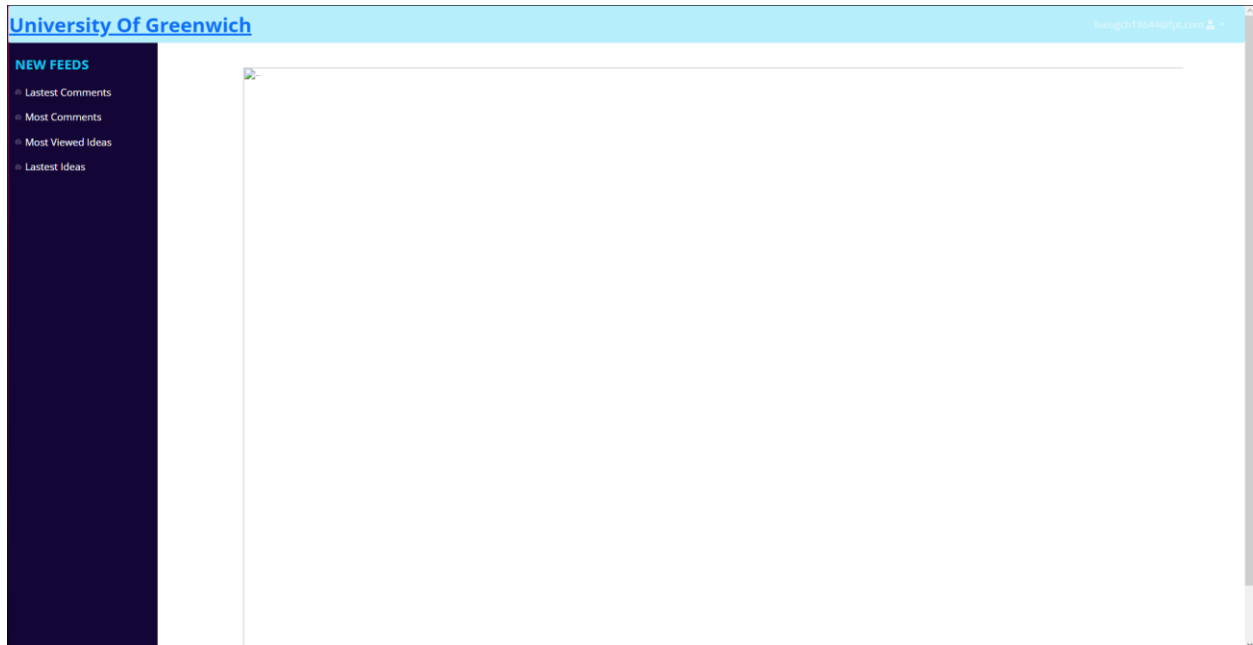 University Of Greenwich
NEW FEEDS
Lastest Comments
Most Comments
Most Viewed Ideas
Lastest Ideas